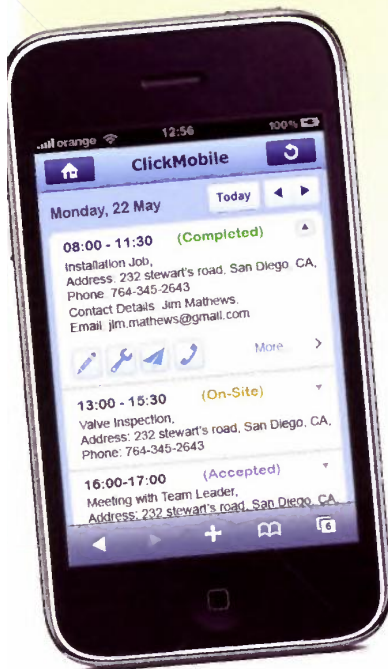 orange 12:56 100%
ClickMobile
Monday, 22 May Today
08:00 - 11:30 (Completed)
Installation Job,
Address: 232 stewart's road, San Diego, CA,
Phone: 764-345-2643
Contact Details: Jim Mathews.
Email: jim.mathews@gmail.com
More
13:00 - 15:30 (On-Site)
Valve Inspection,
Address: 232 stewart's road, San Diego, CA,
Phone: 764-345-2643
16:00-17:00 (Accepted)
Meeting with Team Leader,
Address: 232 stewart's road, San Diego, CA,
6